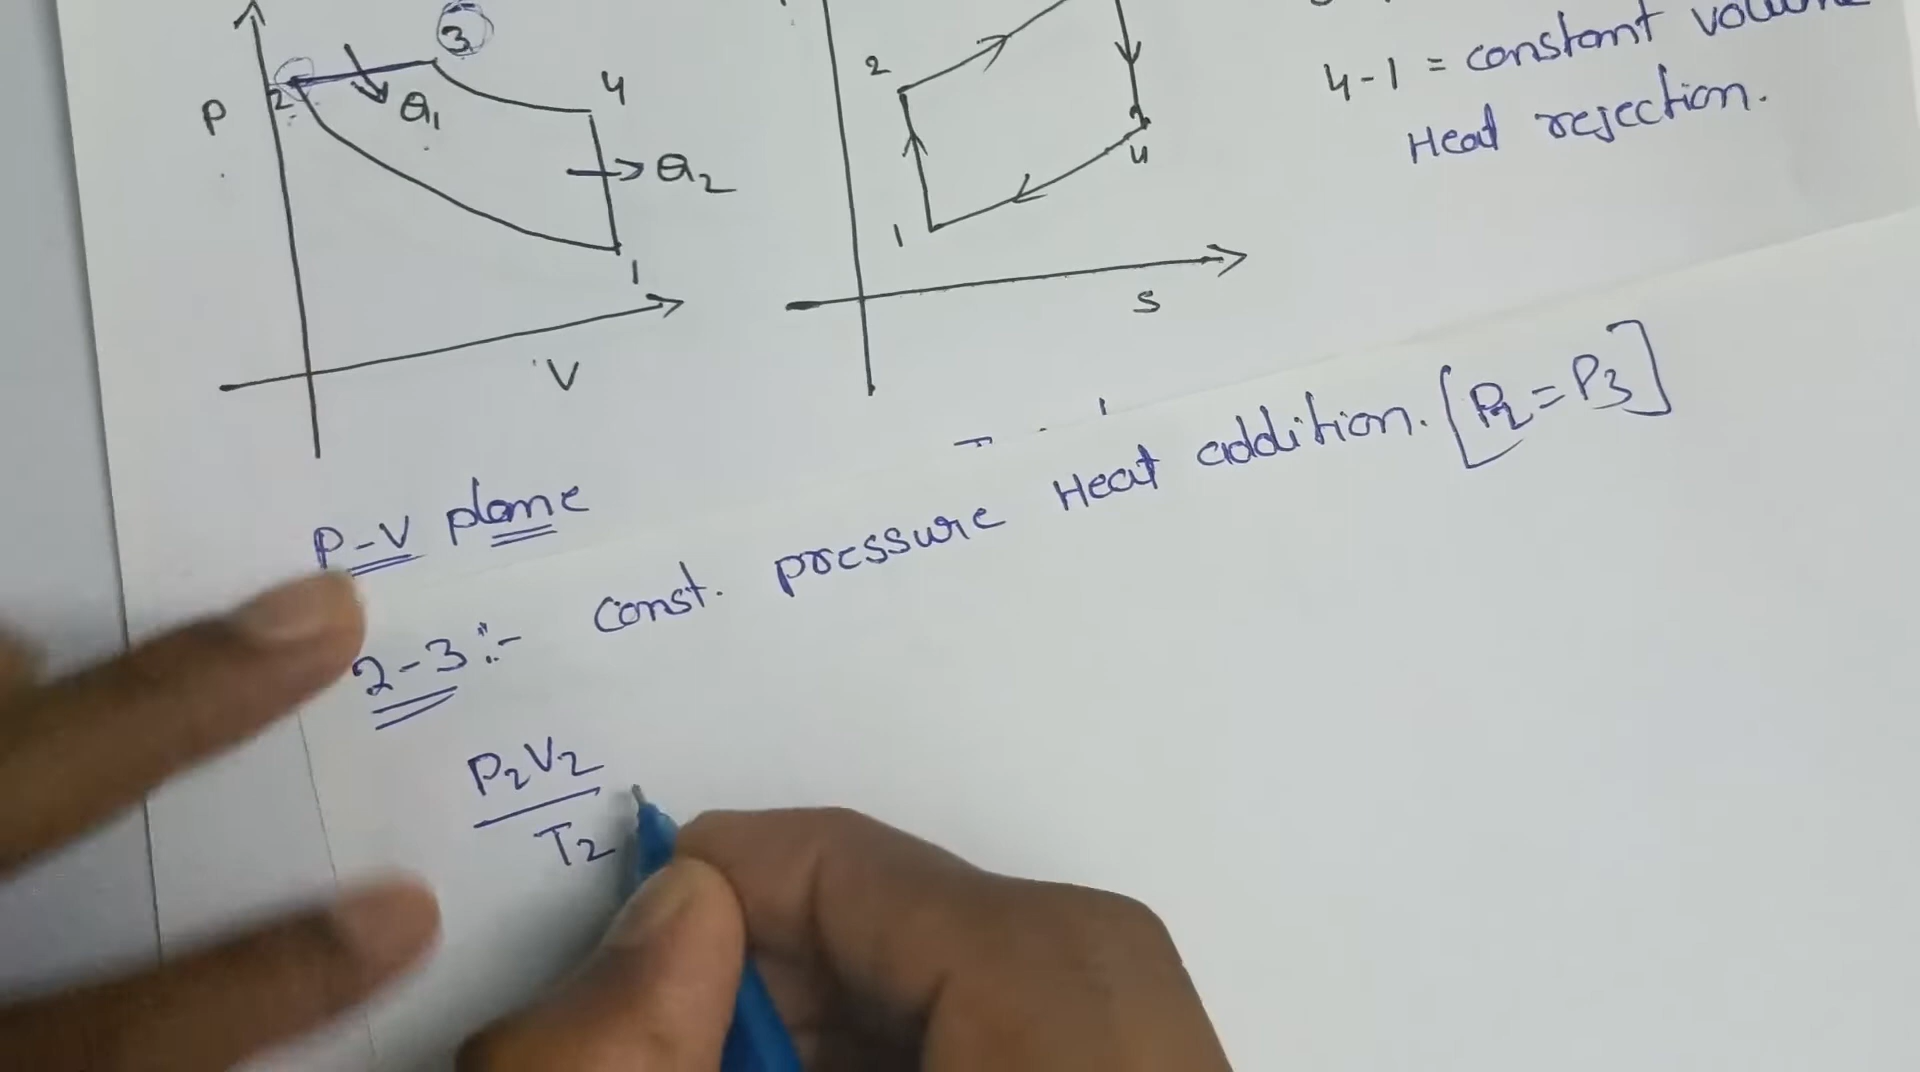 3
2
P
Q1
4
Q2
1
V
2
4
1
S
4-1 = constant volume
Heat rejection.
P-V plane
2-3:- const. pressure Heat addition. [P2=P3]
P2V2
T2